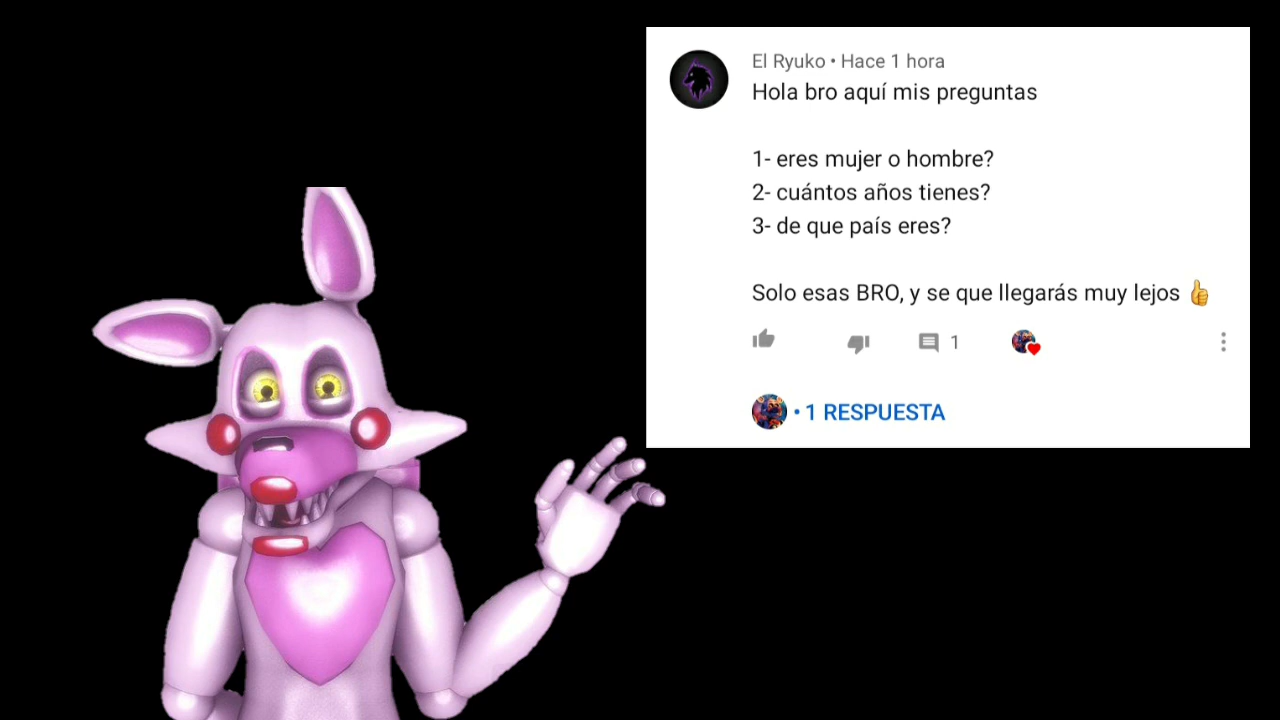 El Ryuko • Hace 1 hora
Hola bro aquí mis preguntas
1- eres mujer o hombre?
2- cuántos años tienes?
3- de que país eres?
Solo esas BRO, y se que llegarás muy lejos 👍
1
• 1 RESPUESTA